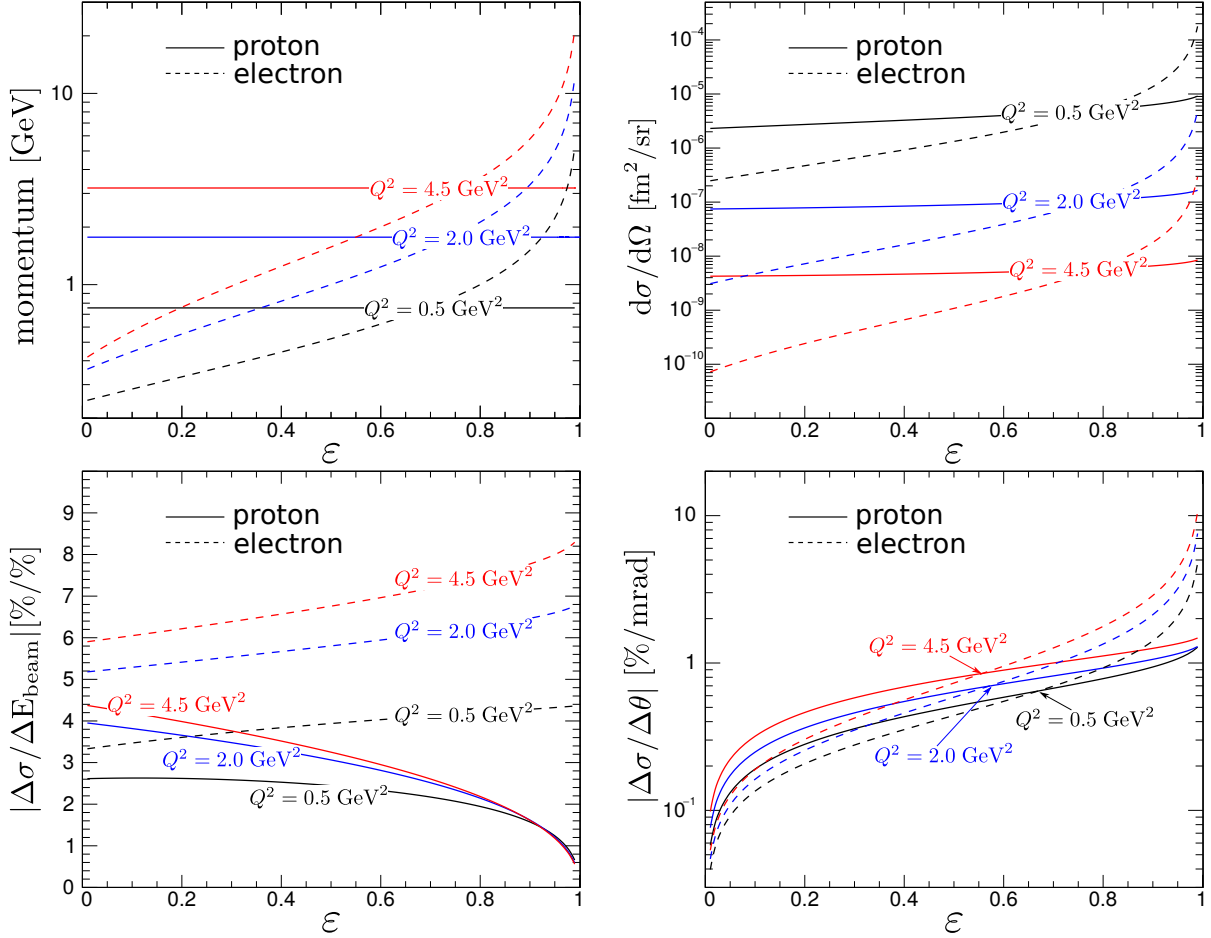 momentum [GeV]
10
1
proton
electron
Q² = 4.5 GeV²
Q² = 2.0 GeV²
Q² = 0.5 GeV²
0 0.2 0.4 0.6 0.8 1
ε
dσ/dΩ [fm²/sr]
10⁻⁴
10⁻⁵
10⁻⁶
10⁻⁷
10⁻⁸
10⁻⁹
10⁻¹⁰
proton
electron
Q² = 0.5 GeV²
Q² = 2.0 GeV²
Q² = 4.5 GeV²
0 0.2 0.4 0.6 0.8 1
ε
|Δσ/ΔE_beam| [%/%]
9
8
7
6
5
4
3
2
1
0
proton
electron
Q² = 4.5 GeV²
Q² = 2.0 GeV²
Q² = 4.5 GeV²
Q² = 0.5 GeV²
Q² = 2.0 GeV²
Q² = 0.5 GeV²
0 0.2 0.4 0.6 0.8 1
ε
|Δσ/Δθ| [%/mrad]
10
1
10⁻¹
proton
electron
Q² = 4.5 GeV²
Q² = 0.5 GeV²
Q² = 2.0 GeV²
0 0.2 0.4 0.6 0.8 1
ε